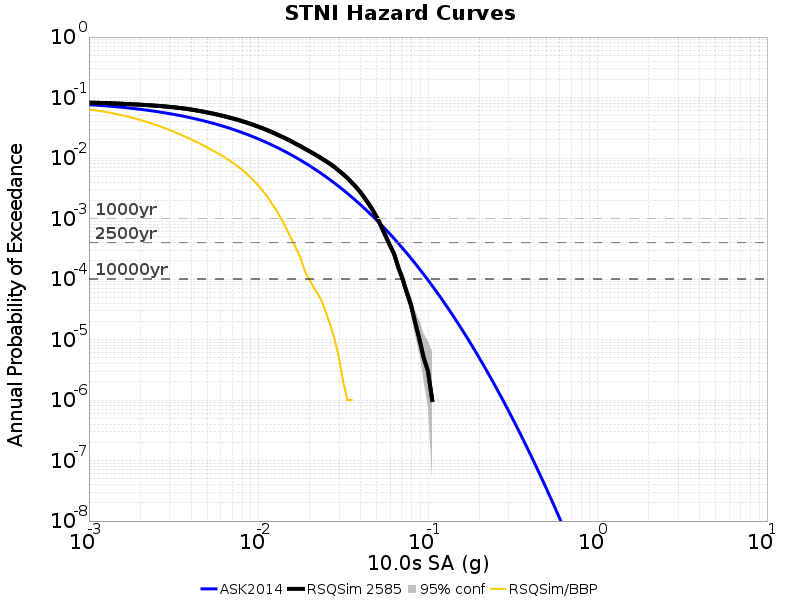 STNI Hazard Curves
Annual Probability of Exceedance
10^0
10^-1
10^-2
10^-3
10^-4
10^-5
10^-6
10^-7
10^-8
1000yr
2500yr
10000yr
10^-3 10^-2 10^-1 10^0 10^1
10.0s SA (g)
ASK2014 RSQSim 2585 95% conf RSQSim/BBP